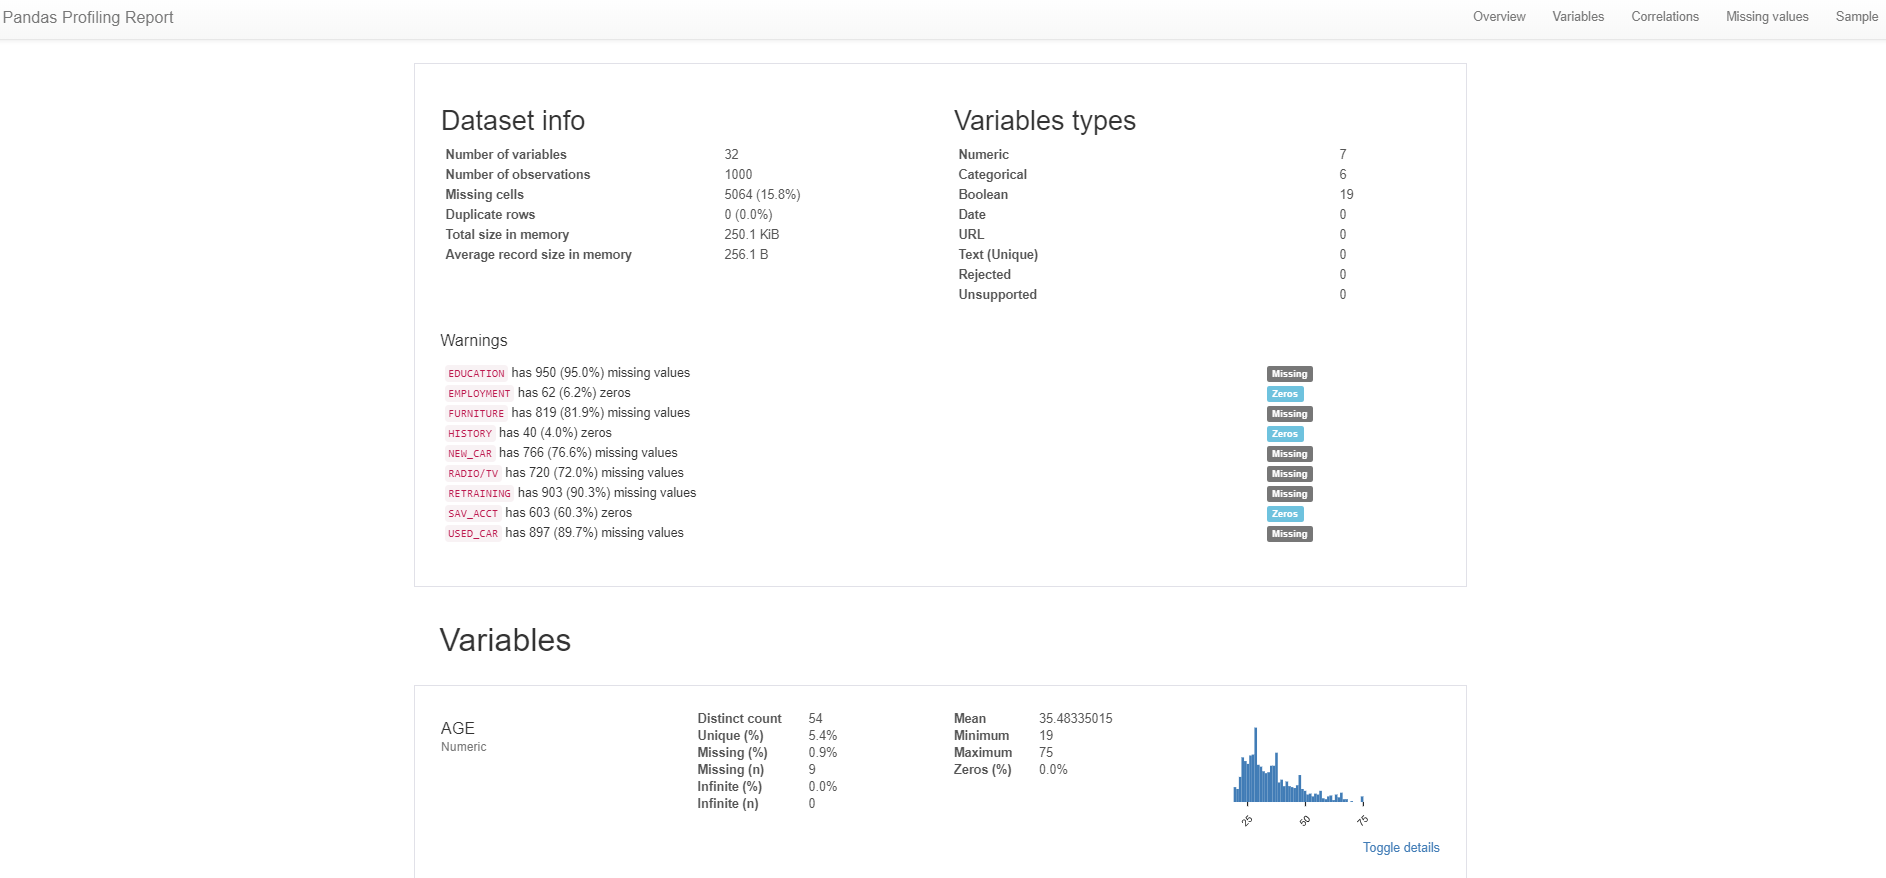 Pandas Profiling Report Overview Variables Correlations Missing values Sample
Dataset info
Number of variables 32
Number of observations 1000
Missing cells 5064 (15.8%)
Duplicate rows 0 (0.0%)
Total size in memory 250.1 KiB
Average record size in memory 256.1 B
Variables types
Numeric 7
Categorical 6
Boolean 19
Date 0
URL 0
Text (Unique) 0
Rejected 0
Unsupported 0
Warnings
EDUCATION has 950 (95.0%) missing values Missing
EMPLOYMENT has 62 (6.2%) zeros Zeros
FURNITURE has 819 (81.9%) missing values Missing
HISTORY has 40 (4.0%) zeros Zeros
NEW_CAR has 766 (76.6%) missing values Missing
RADIO/TV has 720 (72.0%) missing values Missing
RETRAINING has 903 (90.3%) missing values Missing
SAV_ACCT has 603 (60.3%) zeros Zeros
USED_CAR has 897 (89.7%) missing values Missing
Variables
AGE
Numeric
Distinct count 54
Unique (%) 5.4%
Missing (%) 0.9%
Missing (n) 9
Infinite (%) 0.0%
Infinite (n) 0
Mean 35.48335015
Minimum 19
Maximum 75
Zeros (%) 0.0%
25 50 75
Toggle details